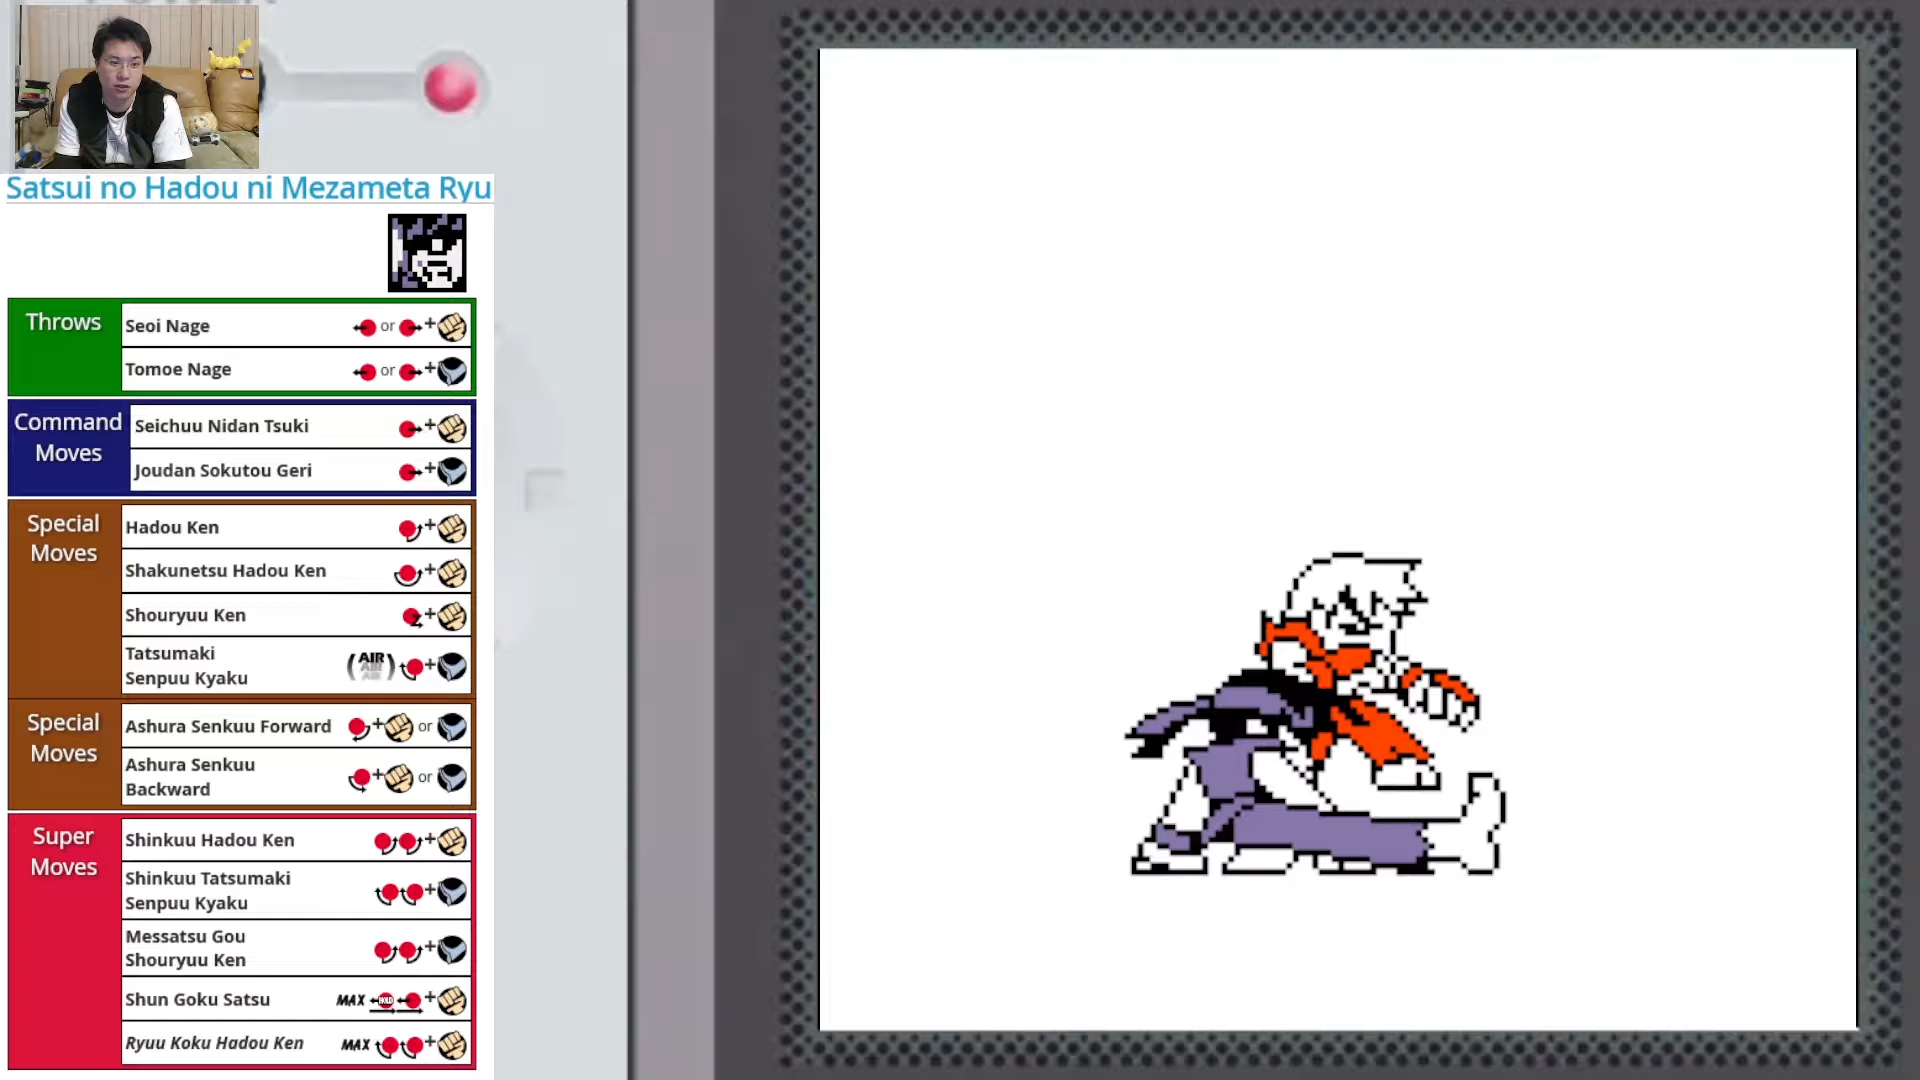 Satsui no Hadou ni Mezameta Ryu
Throws
Seoi Nage
or
+
Tomoe Nage
or
+
Command
Moves
Seichuu Nidan Tsuki
+
Joudan Sokutou Geri
+
Special
Moves
Hadou Ken
+
Shakunetsu Hadou Ken
+
Shouryuu Ken
+
Tatsumaki
Senpuu Kyaku
(AIR)
+
Special
Moves
Ashura Senkuu Forward
+ or
Ashura Senkuu
Backward
+ or
Super
Moves
Shinkuu Hadou Ken
+
Shinkuu Tatsumaki
Senpuu Kyaku
+
Messatsu Gou
Shouryuu Ken
+
Shun Goku Satsu
MAX HOLD +
Ryuu Koku Hadou Ken
MAX +